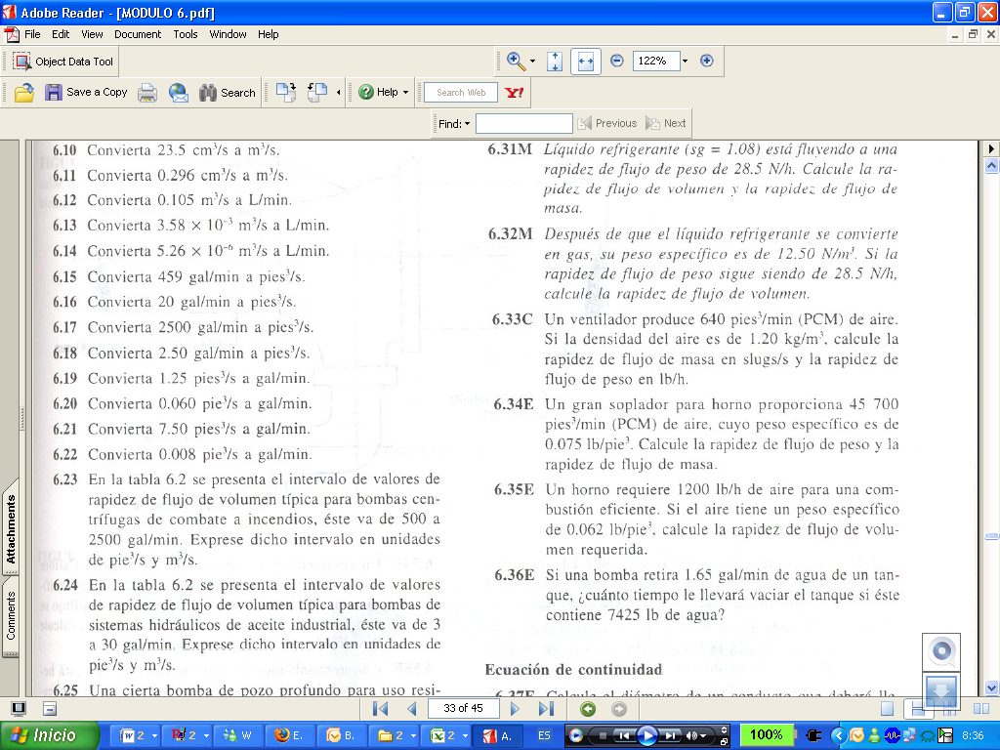 Adobe Reader - [MODULO 6.pdf]
File Edit View Document Tools Window Help
Object Data Tool
122%
Save a Copy
Search
Help
Search Web
Y!
Find:
Previous
Next
6.10 Convierta 23.5 cm³/s a m³/s.
6.11 Convierta 0.296 cm³/s a m³/s.
6.12 Convierta 0.105 m³/s a L/min.
6.13 Convierta 3.58 × 10⁻³ m³/s a L/min.
6.14 Convierta 5.26 × 10⁻⁶ m³/s a L/min.
6.15 Convierta 459 gal/min a pies³/s.
6.16 Convierta 20 gal/min a pies³/s.
6.17 Convierta 2500 gal/min a pies³/s.
6.18 Convierta 2.50 gal/min a pies³/s.
6.19 Convierta 1.25 pies³/s a gal/min.
6.20 Convierta 0.060 pie³/s a gal/min.
6.21 Convierta 7.50 pies³/s a gal/min.
6.22 Convierta 0.008 pie³/s a gal/min.
6.23 En la tabla 6.2 se presenta el intervalo de valores de
rapidez de flujo de volumen típica para bombas cen-
trífugas de combate a incendios, éste va de 500 a
2500 gal/min. Exprese dicho intervalo en unidades
de pie³/s y m³/s.
6.24 En la tabla 6.2 se presenta el intervalo de valores
de rapidez de flujo de volumen típica para bombas de
sistemas hidráulicos de aceite industrial, éste va de 3
a 30 gal/min. Exprese dicho intervalo en unidades de
pie³/s y m³/s.
6.25 Una cierta bomba de pozo profundo para uso resi-
6.31M Líquido refrigerante (sg = 1.08) está fluyendo a una
rapidez de flujo de peso de 28.5 N/h. Calcule la ra-
pidez de flujo de volumen y la rapidez de flujo de
masa.
6.32M Después de que el líquido refrigerante se convierte
en gas, su peso específico es de 12.50 N/m³. Si la
rapidez de flujo de peso sigue siendo de 28.5 N/h,
calcule la rapidez de flujo de volumen.
6.33C Un ventilador produce 640 pies³/min (PCM) de aire.
Si la densidad del aire es de 1.20 kg/m³, calcule la
rapidez de flujo de masa en slugs/s y la rapidez de
flujo de peso en lb/h.
6.34E Un gran soplador para horno proporciona 45 700
pies³/min (PCM) de aire, cuyo peso específico es de
0.075 lb/pie³. Calcule la rapidez de flujo de peso y la
rapidez de flujo de masa.
6.35E Un horno requiere 1200 lb/h de aire para una com-
bustión eficiente. Si el aire tiene un peso específico
de 0.062 lb/pie³, calcule la rapidez de flujo de volu-
men requerida.
6.36E Si una bomba retira 1.65 gal/min de agua de un tan-
que, ¿cuánto tiempo le llevará vaciar el tanque si éste
contiene 7425 lb de agua?
Ecuación de continuidad
6.37E Calcule el diámetro de un conducto que deberá lle-
Attachments
Comments
33 of 45
Inicio
2
2
W
E.
B.
2
2
A.
ES
100%
8:36